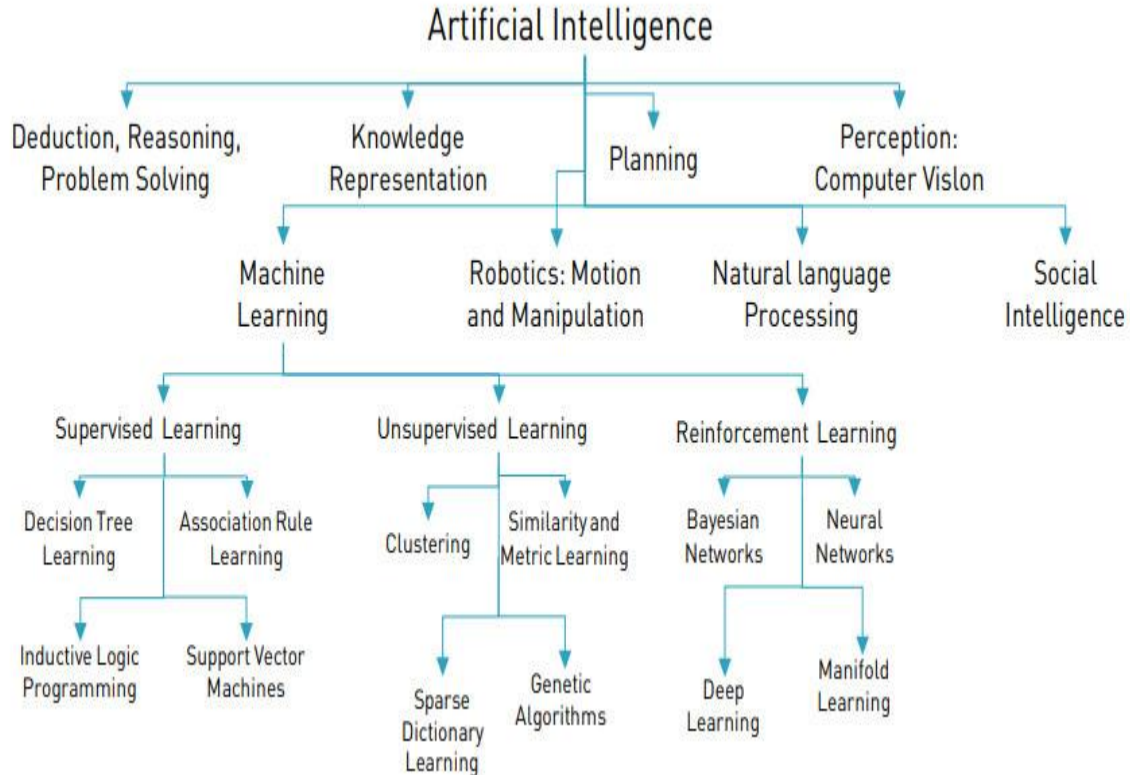 Artificial Intelligence
Deduction, Reasoning,
Problem Solving
Knowledge
Representation
Planning
Perception:
Computer Vislon
Machine
Learning
Robotics: Motion
and Manipulation
Natural language
Processing
Social
Intelligence
Supervised Learning
Unsupervised Learning
Reinforcement Learning
Decision Tree
Learning
Association Rule
Learning
Clustering
Similarity and
Metric Learning
Bayesian
Networks
Neural
Networks
Inductive Logic
Programming
Support Vector
Machines
Sparse
Dictionary
Learning
Genetic
Algorithms
Deep
Learning
Manifold
Learning